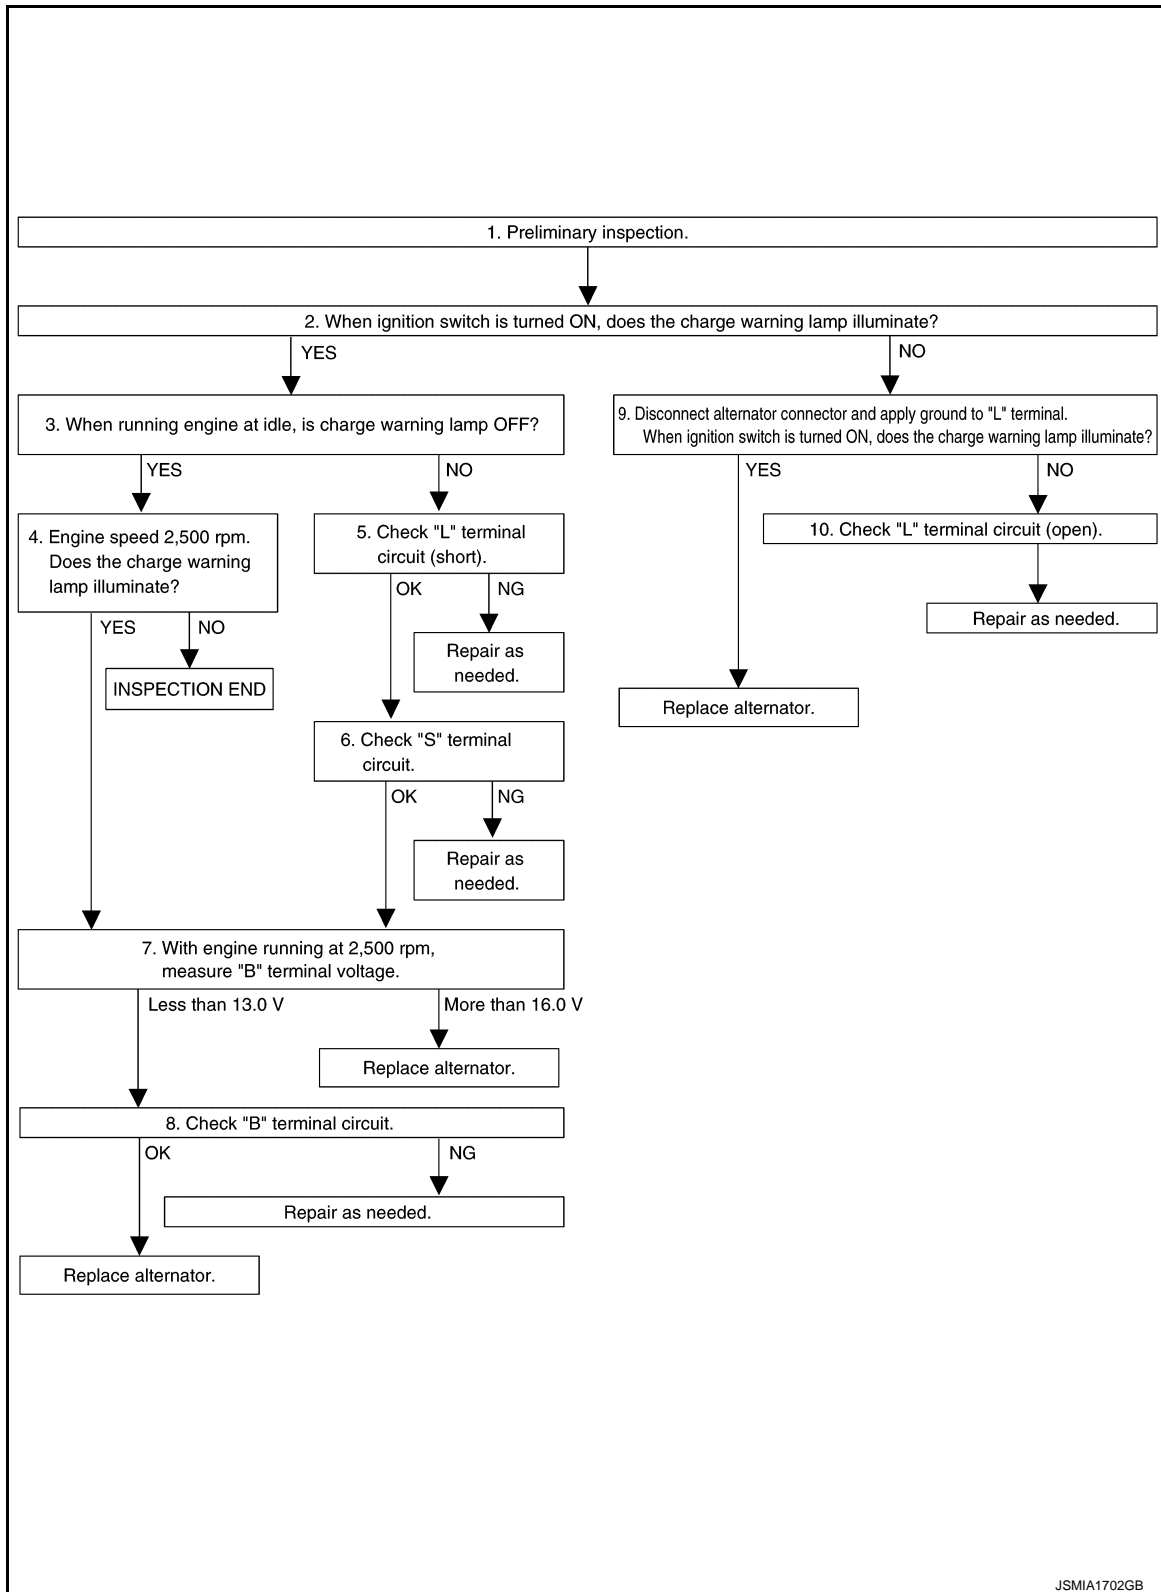 1. Preliminary inspection.
2. When ignition switch is turned ON, does the charge warning lamp illuminate?
YES
NO
3. When running engine at idle, is charge warning lamp OFF?
9. Disconnect alternator connector and apply ground to "L" terminal.
When ignition switch is turned ON, does the charge warning lamp illuminate?
YES
NO
YES
NO
4. Engine speed 2,500 rpm.
Does the charge warning
lamp illuminate?
5. Check "L" terminal
circuit (short).
10. Check "L" terminal circuit (open).
OK
NG
Repair as needed.
YES
NO
Repair as
needed.
INSPECTION END
Replace alternator.
6. Check "S" terminal
circuit.
OK
NG
Repair as
needed.
7. With engine running at 2,500 rpm,
measure "B" terminal voltage.
Less than 13.0 V
More than 16.0 V
Replace alternator.
8. Check "B" terminal circuit.
OK
NG
Repair as needed.
Replace alternator.
JSMIA1702GB